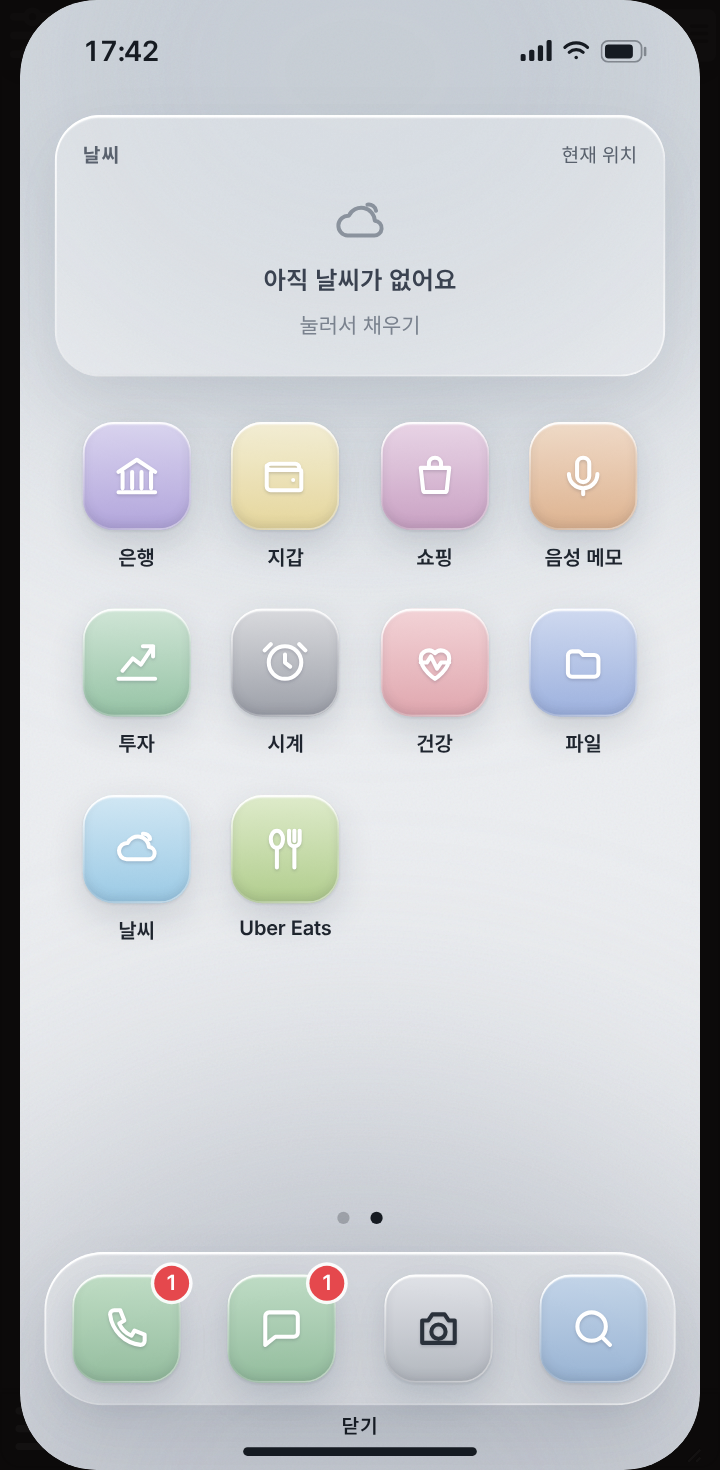 17:42
날씨
현재 위치
아직 날씨가 없어요
눌러서 채우기
은행
지갑
쇼핑
음성 메모
투자
시계
건강
파일
날씨
Uber Eats
1
1
닫기